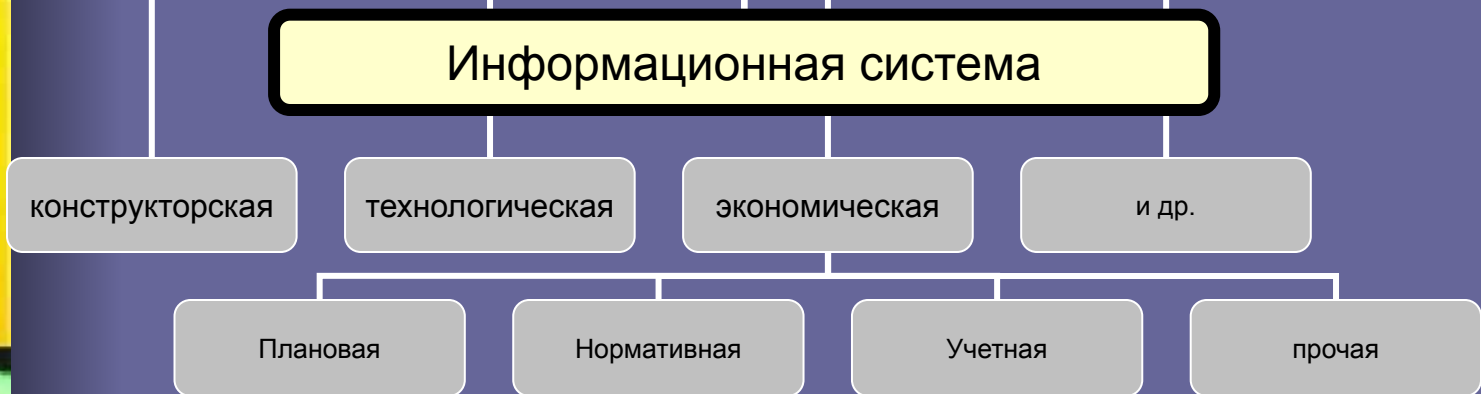 Информационная система
конструкторская
технологическая
экономическая
и др.
Плановая
Нормативная
Учетная
прочая